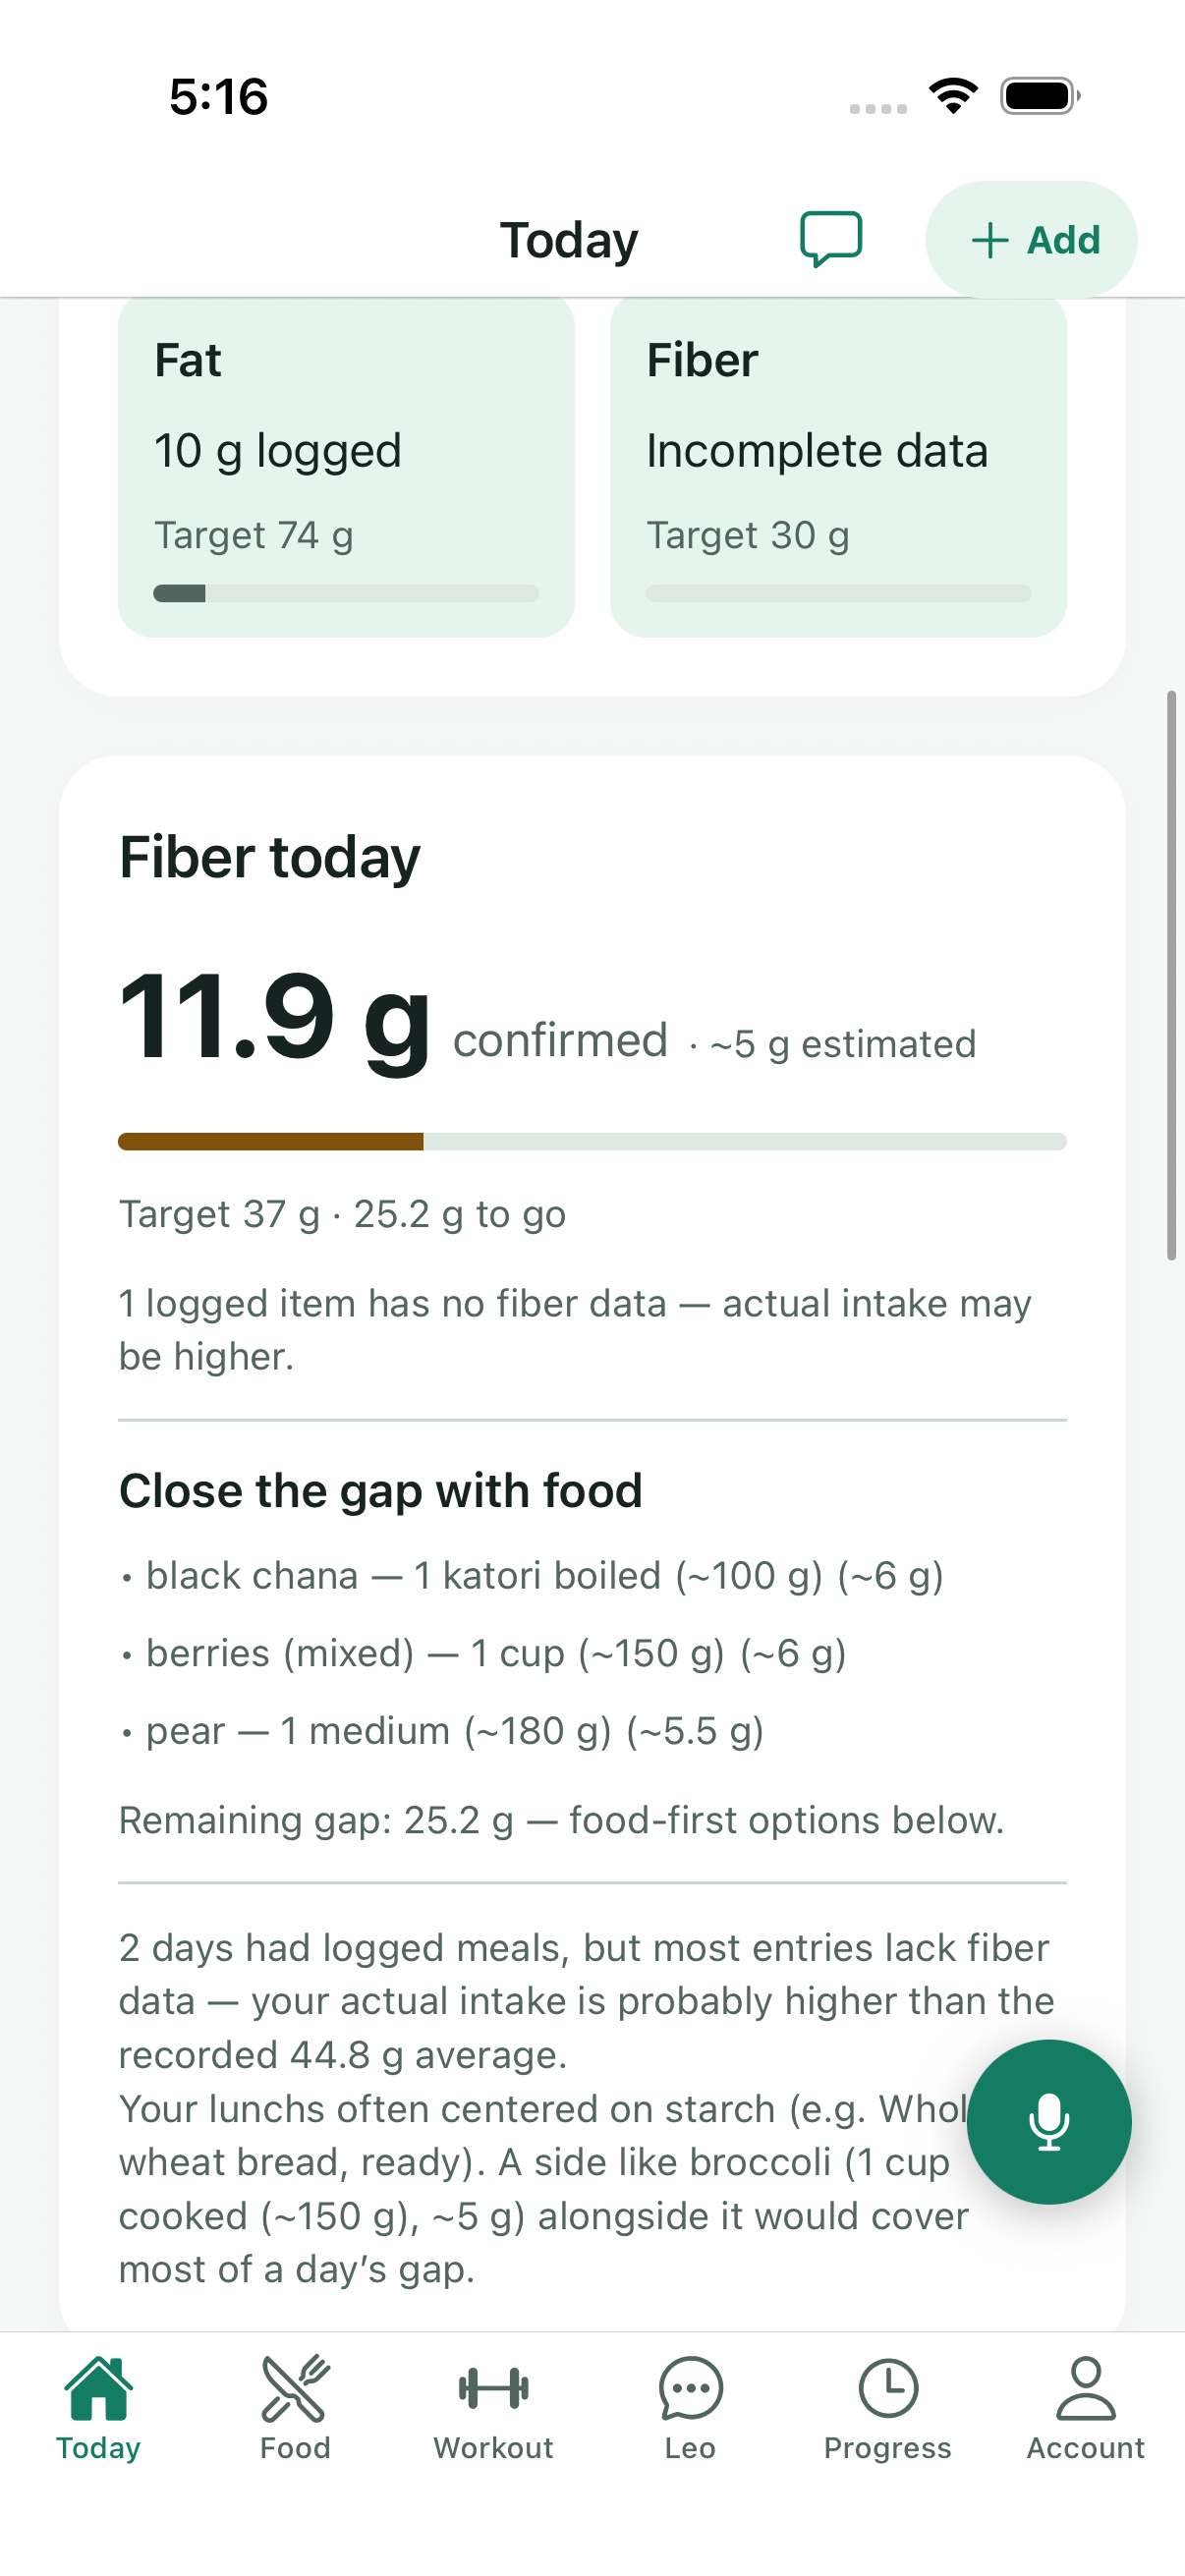 5:16
Today
+ Add
Fat
10 g logged
Target 74 g
Fiber
Incomplete data
Target 30 g
Fiber today
11.9 g confirmed · ~5 g estimated
Target 37 g · 25.2 g to go
1 logged item has no fiber data — actual intake may
be higher.
Close the gap with food
• black chana — 1 katori boiled (~100 g) (~6 g)
• berries (mixed) — 1 cup (~150 g) (~6 g)
• pear — 1 medium (~180 g) (~5.5 g)
Remaining gap: 25.2 g — food-first options below.
2 days had logged meals, but most entries lack fiber
data — your actual intake is probably higher than the
recorded 44.8 g average.
Your lunchs often centered on starch (e.g. Whol
wheat bread, ready). A side like broccoli (1 cup
cooked (~150 g), ~5 g) alongside it would cover
most of a day’s gap.
Today
Food
Workout
Leo
Progress
Account